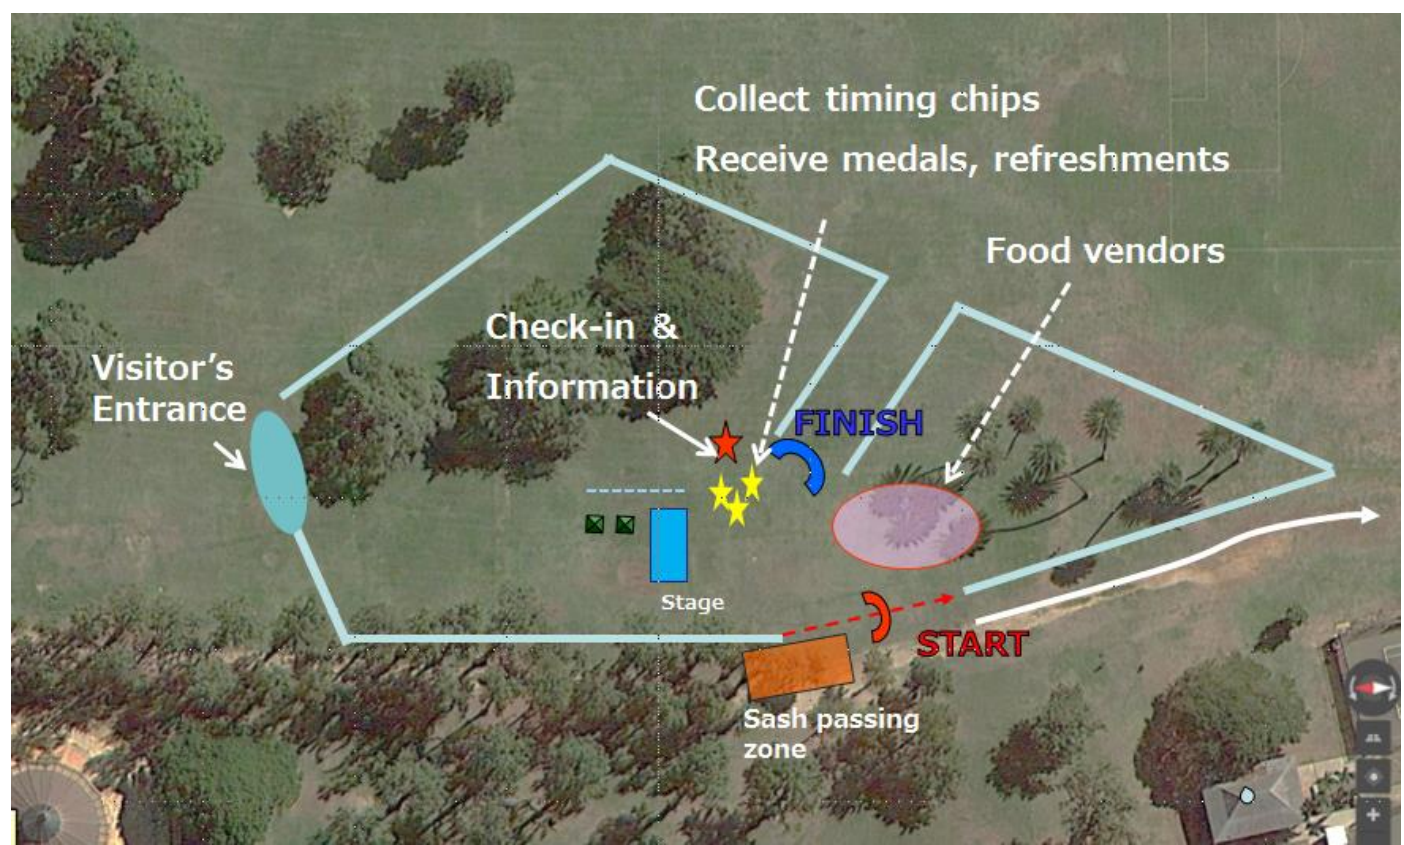 Collect timing chips
Receive medals, refreshments
Food vendors
Check-in &
Information
Visitor's
Entrance
FINISH
Stage
START
Sash passing
zone